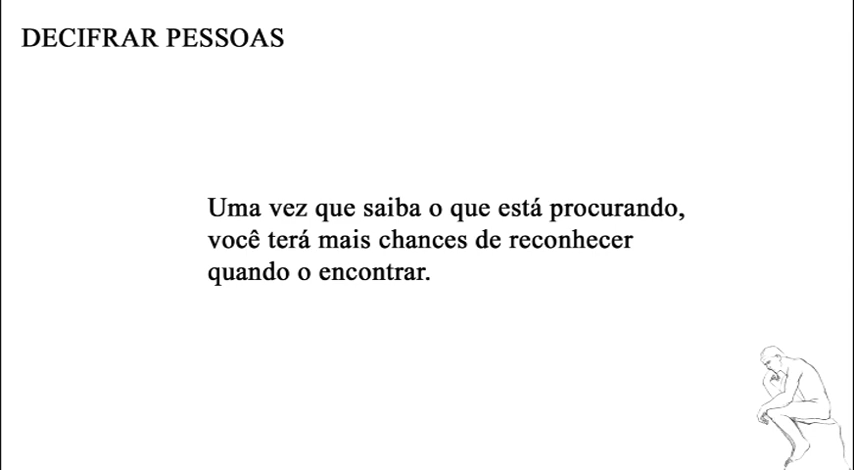 DECIFRAR PESSOAS
Uma vez que saiba o que está procurando,
você terá mais chances de reconhecer
quando o encontrar.